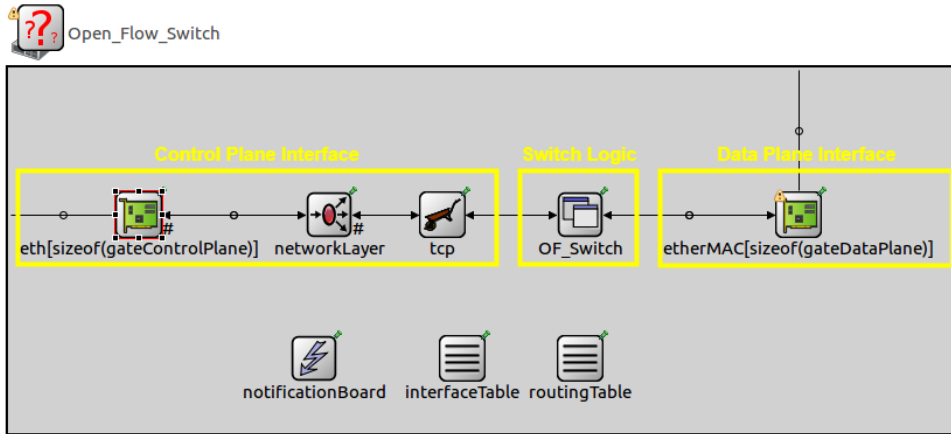 ??? Open_Flow_Switch
Control Plane Interface Switch Logic Data Plane Interface
# #
eth[sizeof(gateControlPlane)] networkLayer tcp OF_Switch etherMAC[sizeof(gateDataPlane)]
notificationBoard interfaceTable routingTable